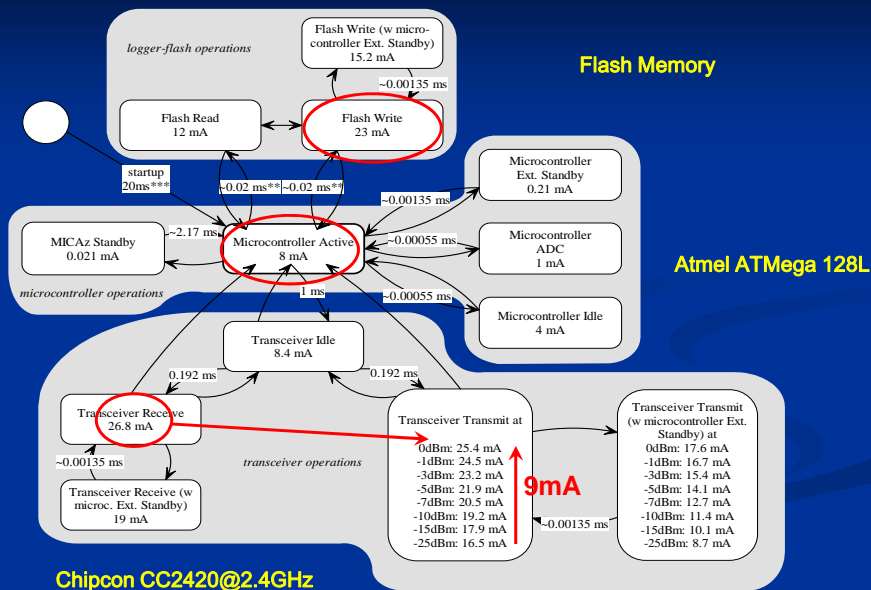 Flash Write (w micro-
controller Ext. Standby)
15.2 mA
logger-flash operations
Flash Memory
~0.00135 ms
Flash Read
12 mA
Flash Write
23 mA
startup
20ms***
~0.02 ms**
~0.02 ms**
Microcontroller
Ext. Standby
0.21 mA
~0.00135 ms
MICAz Standby
0.021 mA
~2.17 ms
Microcontroller Active
8 mA
~0.00055 ms
Microcontroller
ADC
1 mA
Atmel ATMega 128L
microcontroller operations
1 ms
~0.00055 ms
Microcontroller Idle
4 mA
Transceiver Idle
8.4 mA
0.192 ms
0.192 ms
Transceiver Receive
26.8 mA
~0.00135 ms
Transceiver Receive (w
microc. Ext. Standby)
19 mA
transceiver operations
Transceiver Transmit at
0dBm: 25.4 mA
-1dBm: 24.5 mA
-3dBm: 23.2 mA
-5dBm: 21.9 mA
-7dBm: 20.5 mA
-10dBm: 19.2 mA
-15dBm: 17.9 mA
-25dBm: 16.5 mA
9mA
~0.00135 ms
Transceiver Transmit
(w microcontroller Ext.
Standby) at
0dBm: 17.6 mA
-1dBm: 16.7 mA
-3dBm: 15.4 mA
-5dBm: 14.1 mA
-7dBm: 12.7 mA
-10dBm: 11.4 mA
-15dBm: 10.1 mA
-25dBm: 8.7 mA
Chipcon CC2420@2.4GHz